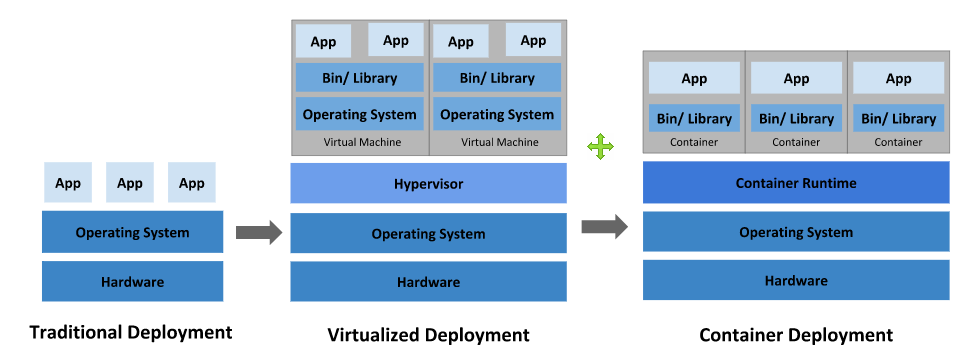 App App App
Operating System
Hardware
Traditional Deployment
App App App App
Bin/ Library Bin/ Library
Operating System Operating System
Virtual Machine Virtual Machine
Hypervisor
Operating System
Hardware
Virtualized Deployment
App App App
Bin/ Library Bin/ Library Bin/ Library
Container Container Container
Container Runtime
Operating System
Hardware
Container Deployment